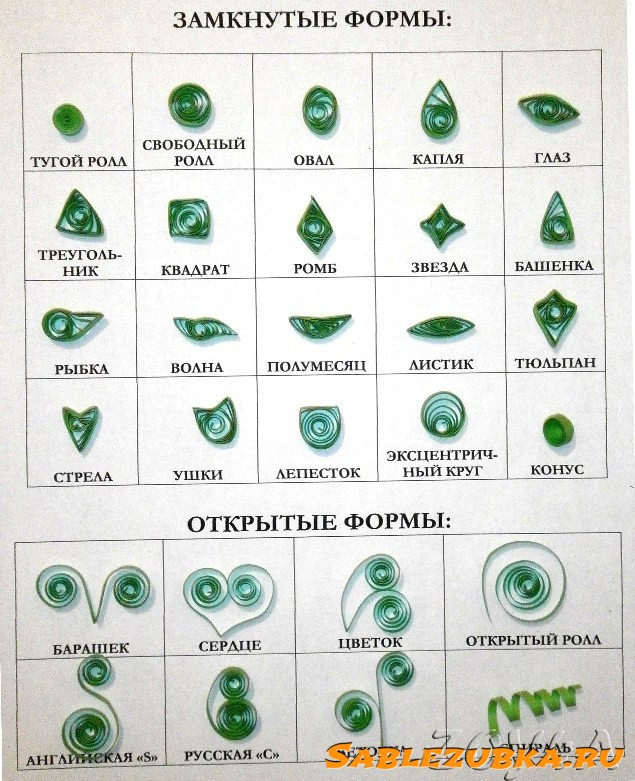 ЗАМКНУТЫЕ ФОРМЫ:
ТУГОЙ РОЛЛ
СВОБОДНЫЙ
РОЛЛ
ОВАЛ
КАПЛЯ
ГЛАЗ
ТРЕУГОЛЬ-
НИК
КВАДРАТ
РОМБ
ЗВЕЗДА
БАШЕНКА
РЫБКА
ВОЛНА
ПОЛУМЕСЯЦ
ЛИСТИК
ТЮЛЬПАН
СТРЕЛА
УШКИ
ЛЕПЕСТОК
ЭКСЦЕНТРИЧ-
НЫЙ КРУГ
КОНУС
ОТКРЫТЫЕ ФОРМЫ:
БАРАШЕК
СЕРДЦЕ
ЦВЕТОК
ОТКРЫТЫЙ РОЛЛ
АНГЛИЙСКАЯ «S»
РУССКАЯ «С»
СПИРАЛЬ
SABLEZUBKA.RU